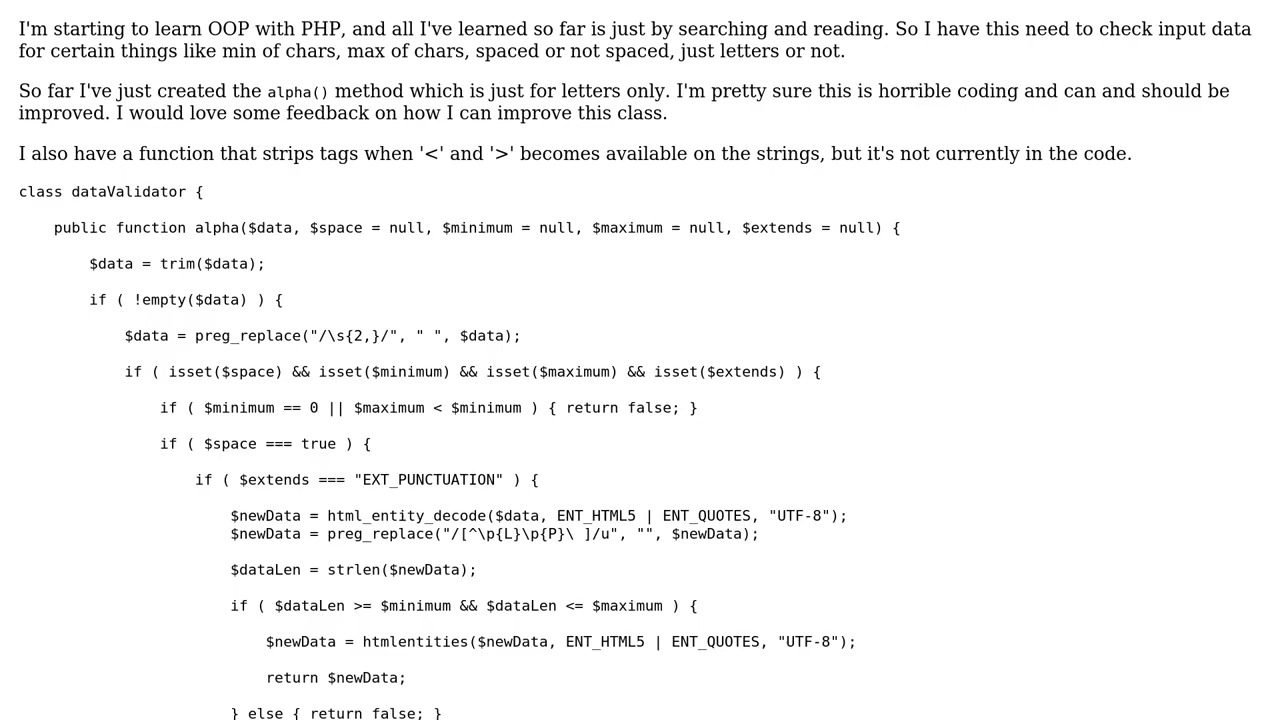 I'm starting to learn OOP with PHP, and all I've learned so far is just by searching and reading. So I have this need to check input data
for certain things like min of chars, max of chars, spaced or not spaced, just letters or not.
So far I've just created the alpha() method which is just for letters only. I'm pretty sure this is horrible coding and can and should be
improved. I would love some feedback on how I can improve this class.
I also have a function that strips tags when '<' and '>' becomes available on the strings, but it's not currently in the code.
class dataValidator {
public function alpha($data, $space = null, $minimum = null, $maximum = null, $extends = null) {
$data = trim($data);
if ( !empty($data) ) {
$data = preg_replace("/\s{2,}/", " ", $data);
if ( isset($space) && isset($minimum) && isset($maximum) && isset($extends) ) {
if ( $minimum == 0 || $maximum < $minimum ) { return false; }
if ( $space === true ) {
if ( $extends === "EXT_PUNCTUATION" ) {
$newData = html_entity_decode($data, ENT_HTML5 | ENT_QUOTES, "UTF-8");
$newData = preg_replace("/[^\p{L}\p{P}\ ]/u", "", $newData);
$dataLen = strlen($newData);
if ( $dataLen >= $minimum && $dataLen <= $maximum ) {
$newData = htmlentities($newData, ENT_HTML5 | ENT_QUOTES, "UTF-8");
return $newData;
} else { return false; }